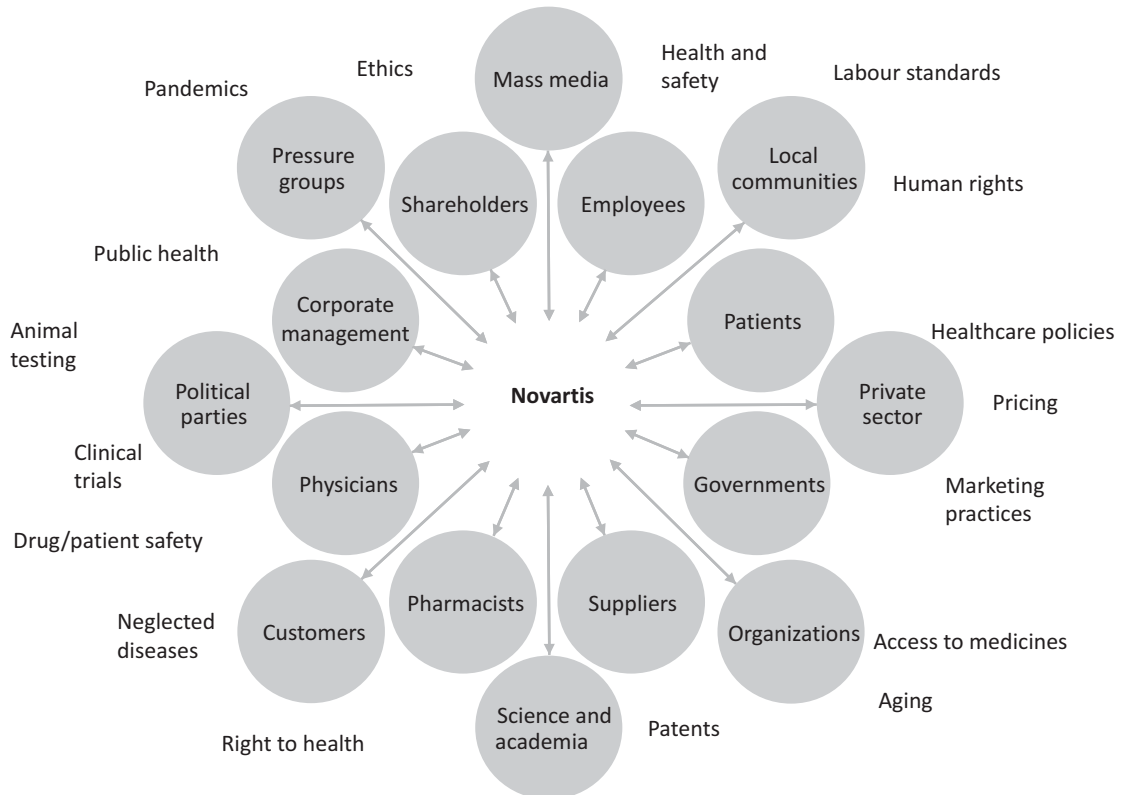 Ethics
Mass media
Health and
safety
Labour standards
Pandemics
Pressure
groups
Shareholders
Employees
Local
communities
Human rights
Public health
Corporate
management
Patients
Animal
testing
Political
parties
Novartis
Healthcare policies
Private
sector
Pricing
Clinical
trials
Physicians
Governments
Marketing
practices
Drug/patient safety
Neglected
diseases
Customers
Pharmacists
Suppliers
Organizations
Access to medicines
Aging
Right to health
Science and
academia
Patents